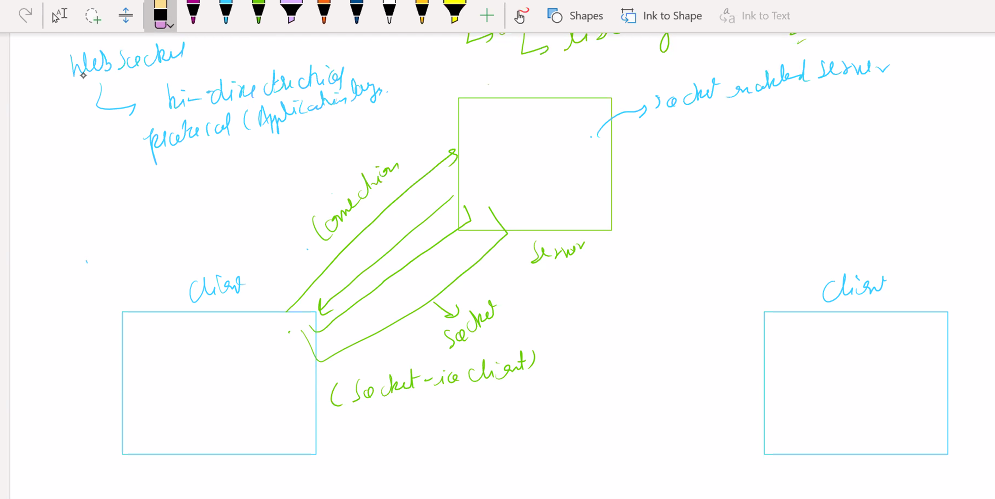 Shapes
Ink to Shape
Ink to Text
Web Socket
bi-directional
protocol (Application layer
socket enabled server
Connection
Server
Client
Client
Socket
(Socket-io client)